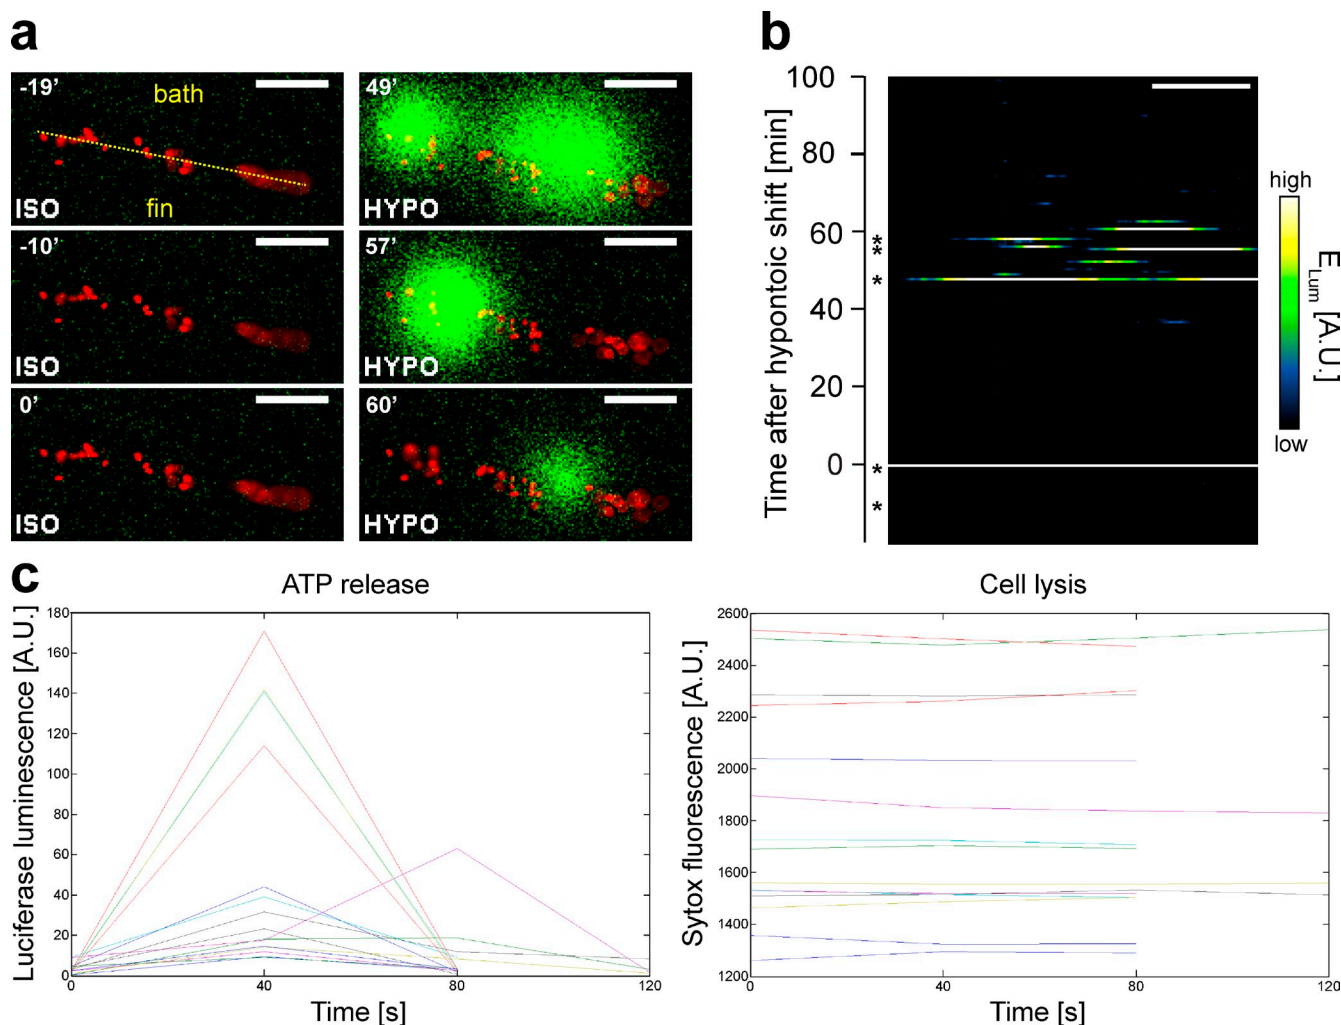 a
-19’
bath
fin
ISO
49’
HYPO
-10’
ISO
57’
HYPO
0’
ISO
60’
HYPO
b
Time after hypontoic shift [min]
100
80
60
40
20
0
*
*
*
*
*
high
low
E Lum [A.U.]
c
ATP release
Luciferase luminescence [A.U.]
180
160
140
120
100
80
60
40
20
0
0 40 80 120
Time [s]
Cell lysis
Sytox fluorescence [A.U.]
2600
2400
2200
2000
1800
1600
1400
1200
0 40 80 120
Time [s]